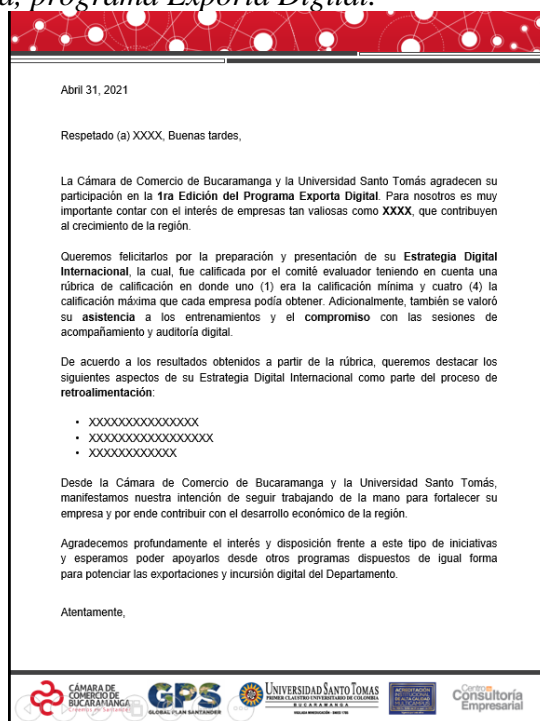 programa Exporta Digital.
Abril 31, 2021
Respetado (a) XXXX, Buenas tardes,
La Cámara de Comercio de Bucaramanga y la Universidad Santo Tomás agradecen su
participación en la 1ra Edición del Programa Exporta Digital. Para nosotros es muy
importante contar con el interés de empresas tan valiosas como XXXX, que contribuyen
al crecimiento de la región.
Queremos felicitarlos por la preparación y presentación de su Estrategia Digital
Internacional, la cual, fue calificada por el comité evaluador teniendo en cuenta una
rúbrica de calificación en donde uno (1) era la calificación mínima y cuatro (4) la
calificación máxima que cada empresa podía obtener. Adicionalmente, también se valoró
su asistencia a los entrenamientos y el compromiso con las sesiones de
acompañamiento y auditoría digital.
De acuerdo a los resultados obtenidos a partir de la rúbrica, queremos destacar los
siguientes aspectos de su Estrategia Digital Internacional como parte del proceso de
retroalimentación:
• XXXXXXXXXXXXXXX
• XXXXXXXXXXXXXXXXX
• XXXXXXXXXXXX
Desde la Cámara de Comercio de Bucaramanga y la Universidad Santo Tomás,
manifestamos nuestra intención de seguir trabajando de la mano para fortalecer su
empresa y por ende contribuir con el desarrollo económico de la región.
Agradecemos profundamente el interés y disposición frente a este tipo de iniciativas
y esperamos poder apoyarlos desde otros programas dispuestos de igual forma
para potenciar las exportaciones y incursión digital del Departamento.
Atentamente,
CÁMARA DE
COMERCIO DE
BUCARAMANGA
Creemos en Santander
GPS
GLOBAL PLAN SANTANDER
UNIVERSIDAD SANTO TOMAS
PRIMER CLAUSTRO UNIVERSITARIO DE COLOMBIA
BUCARAMANGA
ACREDITACIÓN
INSTITUCIONAL
DE ALTA CALIDAD
MULTICAMPUS
Centro de
Consultoría
Empresarial